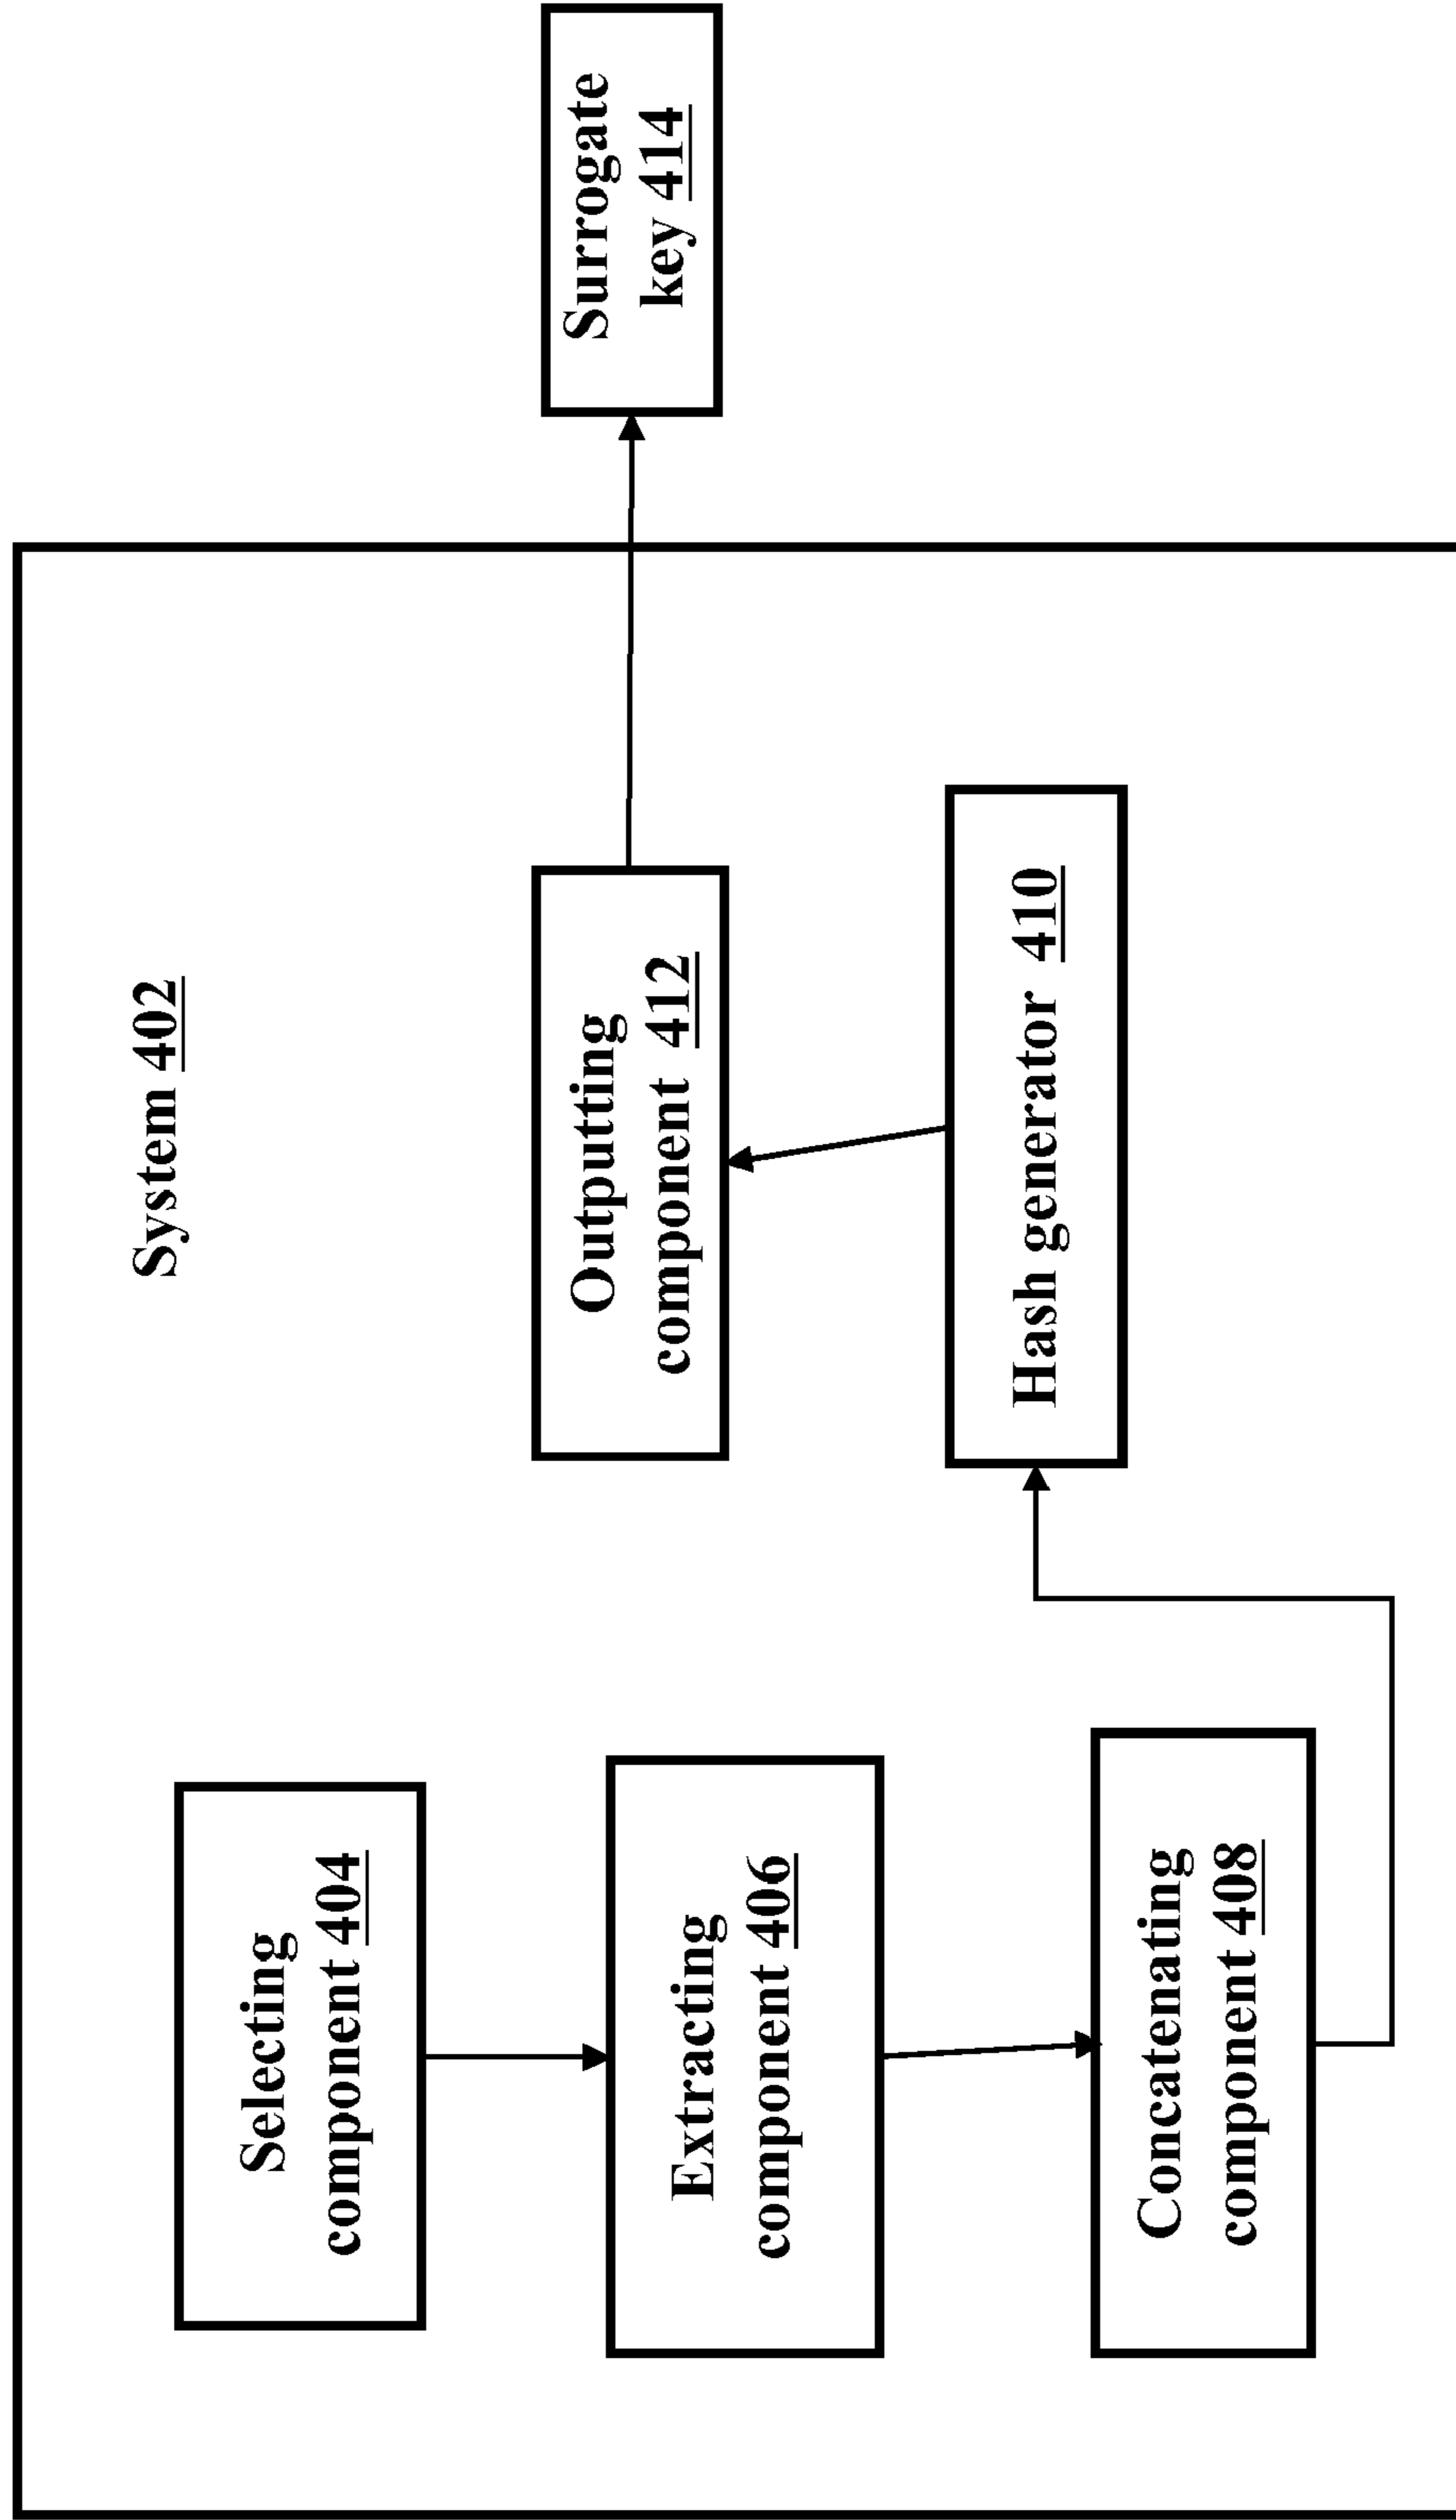 System 402
Selecting
component 404
Extracting
component 406
Concatenating
component 408
Hash generator 410
Outputting
component 412
Surrogate
key 414